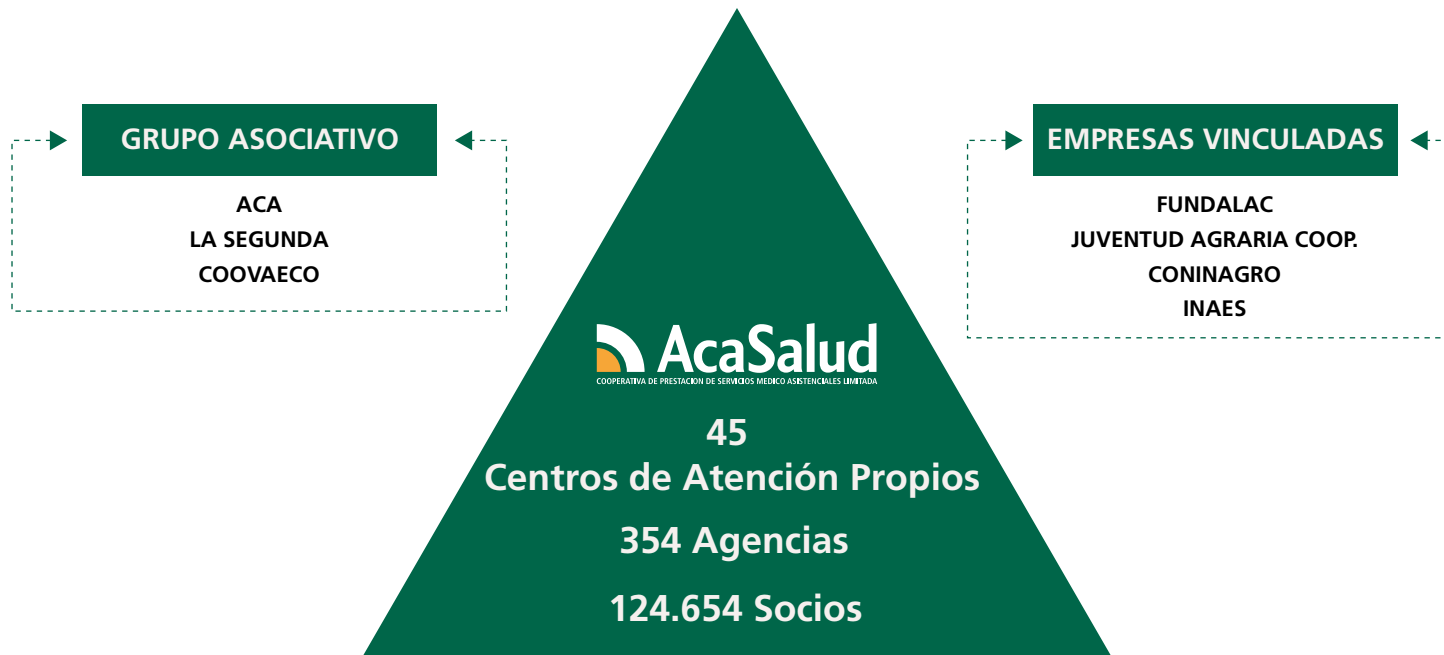 GRUPO ASOCIATIVO
ACA
LA SEGUNDA
COOVAECO
EMPRESAS VINCULADAS
FUNDALAC
JUVENTUD AGRARIA COOP.
CONINAGRO
INAES
AcaSalud
COOPERATIVA DE PRESTACION DE SERVICIOS MEDICO ASISTENCIALES LIMITADA
45
Centros de Atención Propios
354 Agencias
124.654 Socios